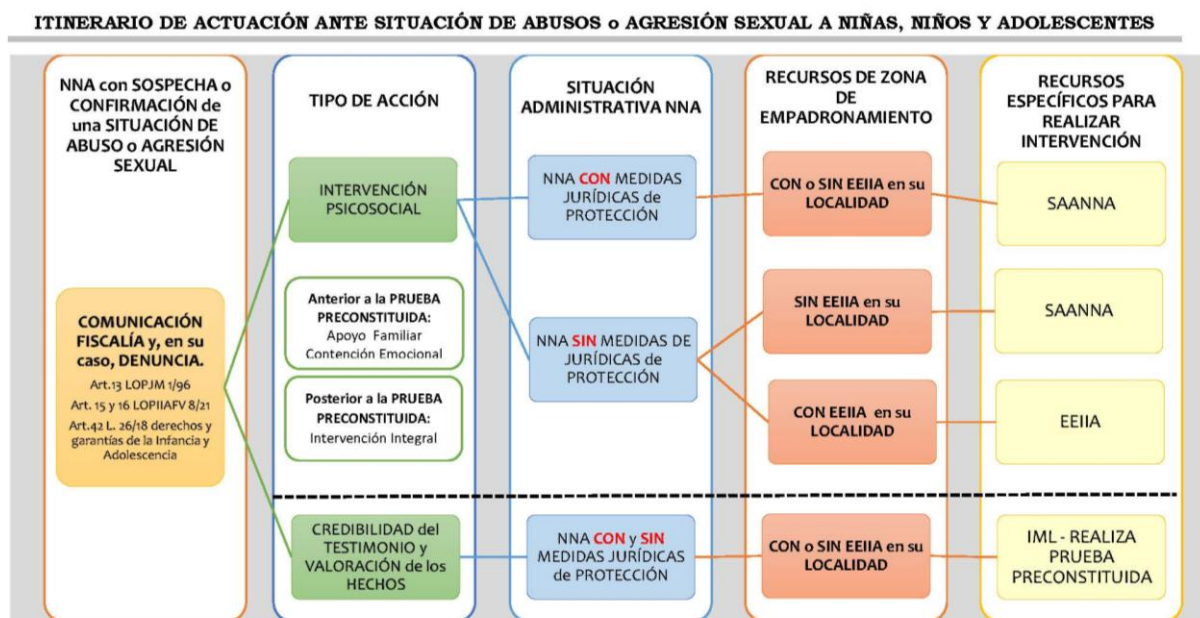 ITINERARIO DE ACTUACIÓN ANTE SITUACIÓN DE ABUSOS o AGRESIÓN SEXUAL A NIÑAS, NIÑOS Y ADOLESCENTES
NNA con SOSPECHA o
CONFIRMACIÓN de
una SITUACIÓN DE
ABUSO o AGRESIÓN
SEXUAL
COMUNICACIÓN
FISCALÍA y, en su
caso, DENUNCIA.
Art.13 LOPJM 1/96
Art. 15 y 16 LOPIIAFV 8/21
Art.42 L. 26/18 derechos y
garantías de la Infancia y
Adolescencia
TIPO DE ACCIÓN
INTERVENCIÓN
PSICOSOCIAL
Anterior a la PRUEBA
PRECONSTITUIDA:
Apoyo Familiar
Contención Emocional
Posterior a la PRUEBA
PRECONSTITUIDA:
Intervención Integral
CREDIBILIDAD del
TESTIMONIO y
VALORACIÓN de los
HECHOS
SITUACIÓN
ADMINISTRATIVA NNA
NNA CON MEDIDAS
JURÍDICAS de
PROTECCIÓN
NNA SIN MEDIDAS DE
JURÍDICAS de
PROTECCIÓN
NNA CON y SIN
MEDIDAS JURÍDICAS
de PROTECCIÓN
RECURSOS DE ZONA
DE
EMPADRONAMIENTO
CON o SIN EEIIA en su
LOCALIDAD
SIN EEIIA en su
LOCALIDAD
CON EEIIA en su
LOCALIDAD
CON o SIN EEIIA en su
LOCALIDAD
RECURSOS
ESPECÍFICOS PARA
REALIZAR
INTERVENCIÓN
SAANNA
SAANNA
EEIIA
IML - REALIZA
PRUEBA
PRECONSTITUIDA